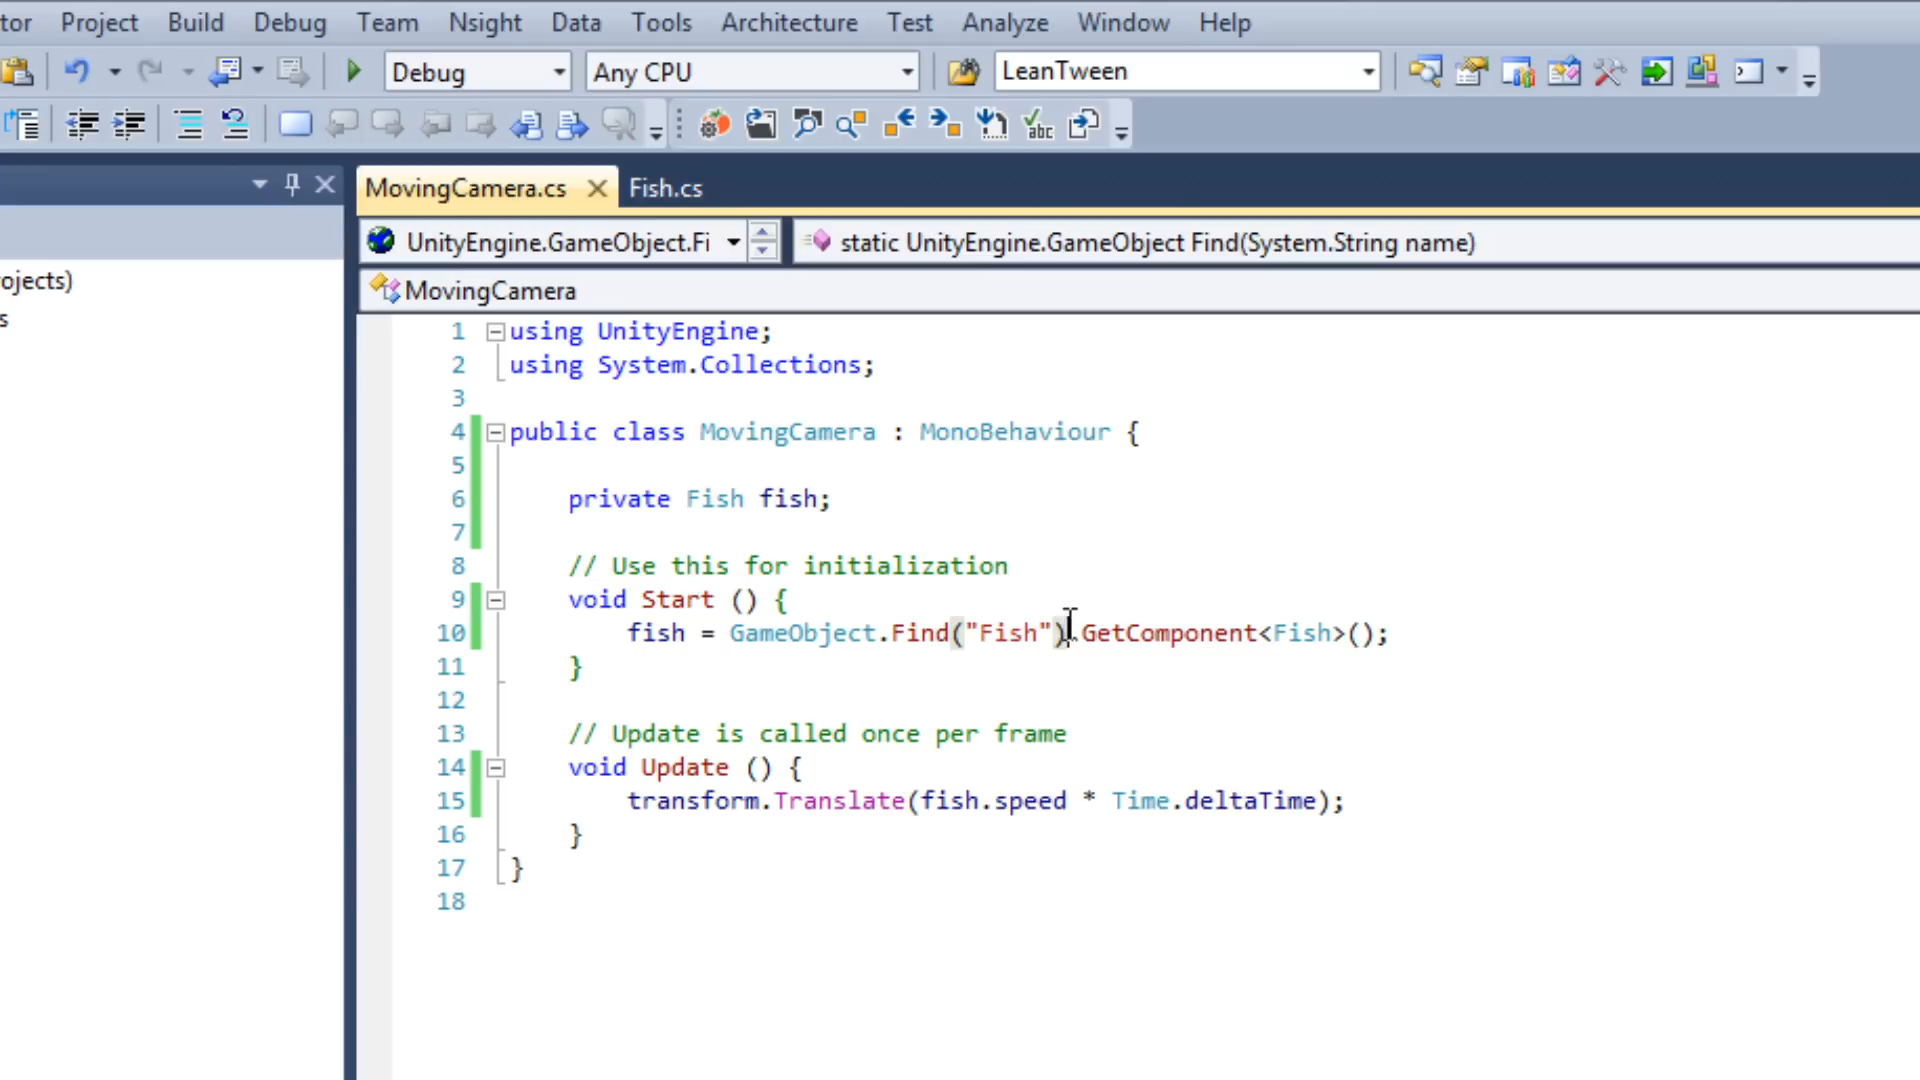 tor Project Build Debug Team Nsight Data Tools Architecture Test Analyze Window Help
Debug Any CPU LeanTween
abc
MovingCamera.cs Fish.cs
UnityEngine.GameObject.Fi static UnityEngine.GameObject Find(System.String name)
ojects)
MovingCamera
s
1 using UnityEngine;
2 using System.Collections;
3
4 public class MovingCamera : MonoBehaviour {
5
6 private Fish fish;
7
8 // Use this for initialization
9 void Start () {
10 fish = GameObject.Find("Fish").GetComponent<Fish>();
11 }
12
13 // Update is called once per frame
14 void Update () {
15 transform.Translate(fish.speed * Time.deltaTime);
16 }
17 }
18